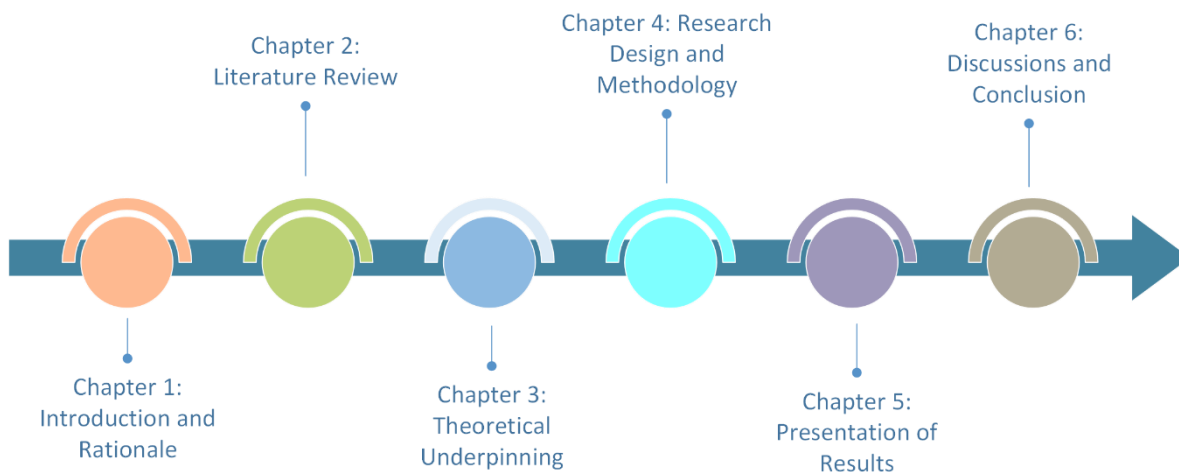 Chapter 1:
Introduction and
Rationale
Chapter 2:
Literature Review
Chapter 3:
Theoretical
Underpinning
Chapter 4: Research
Design and
Methodology
Chapter 5:
Presentation of
Results
Chapter 6:
Discussions and
Conclusion